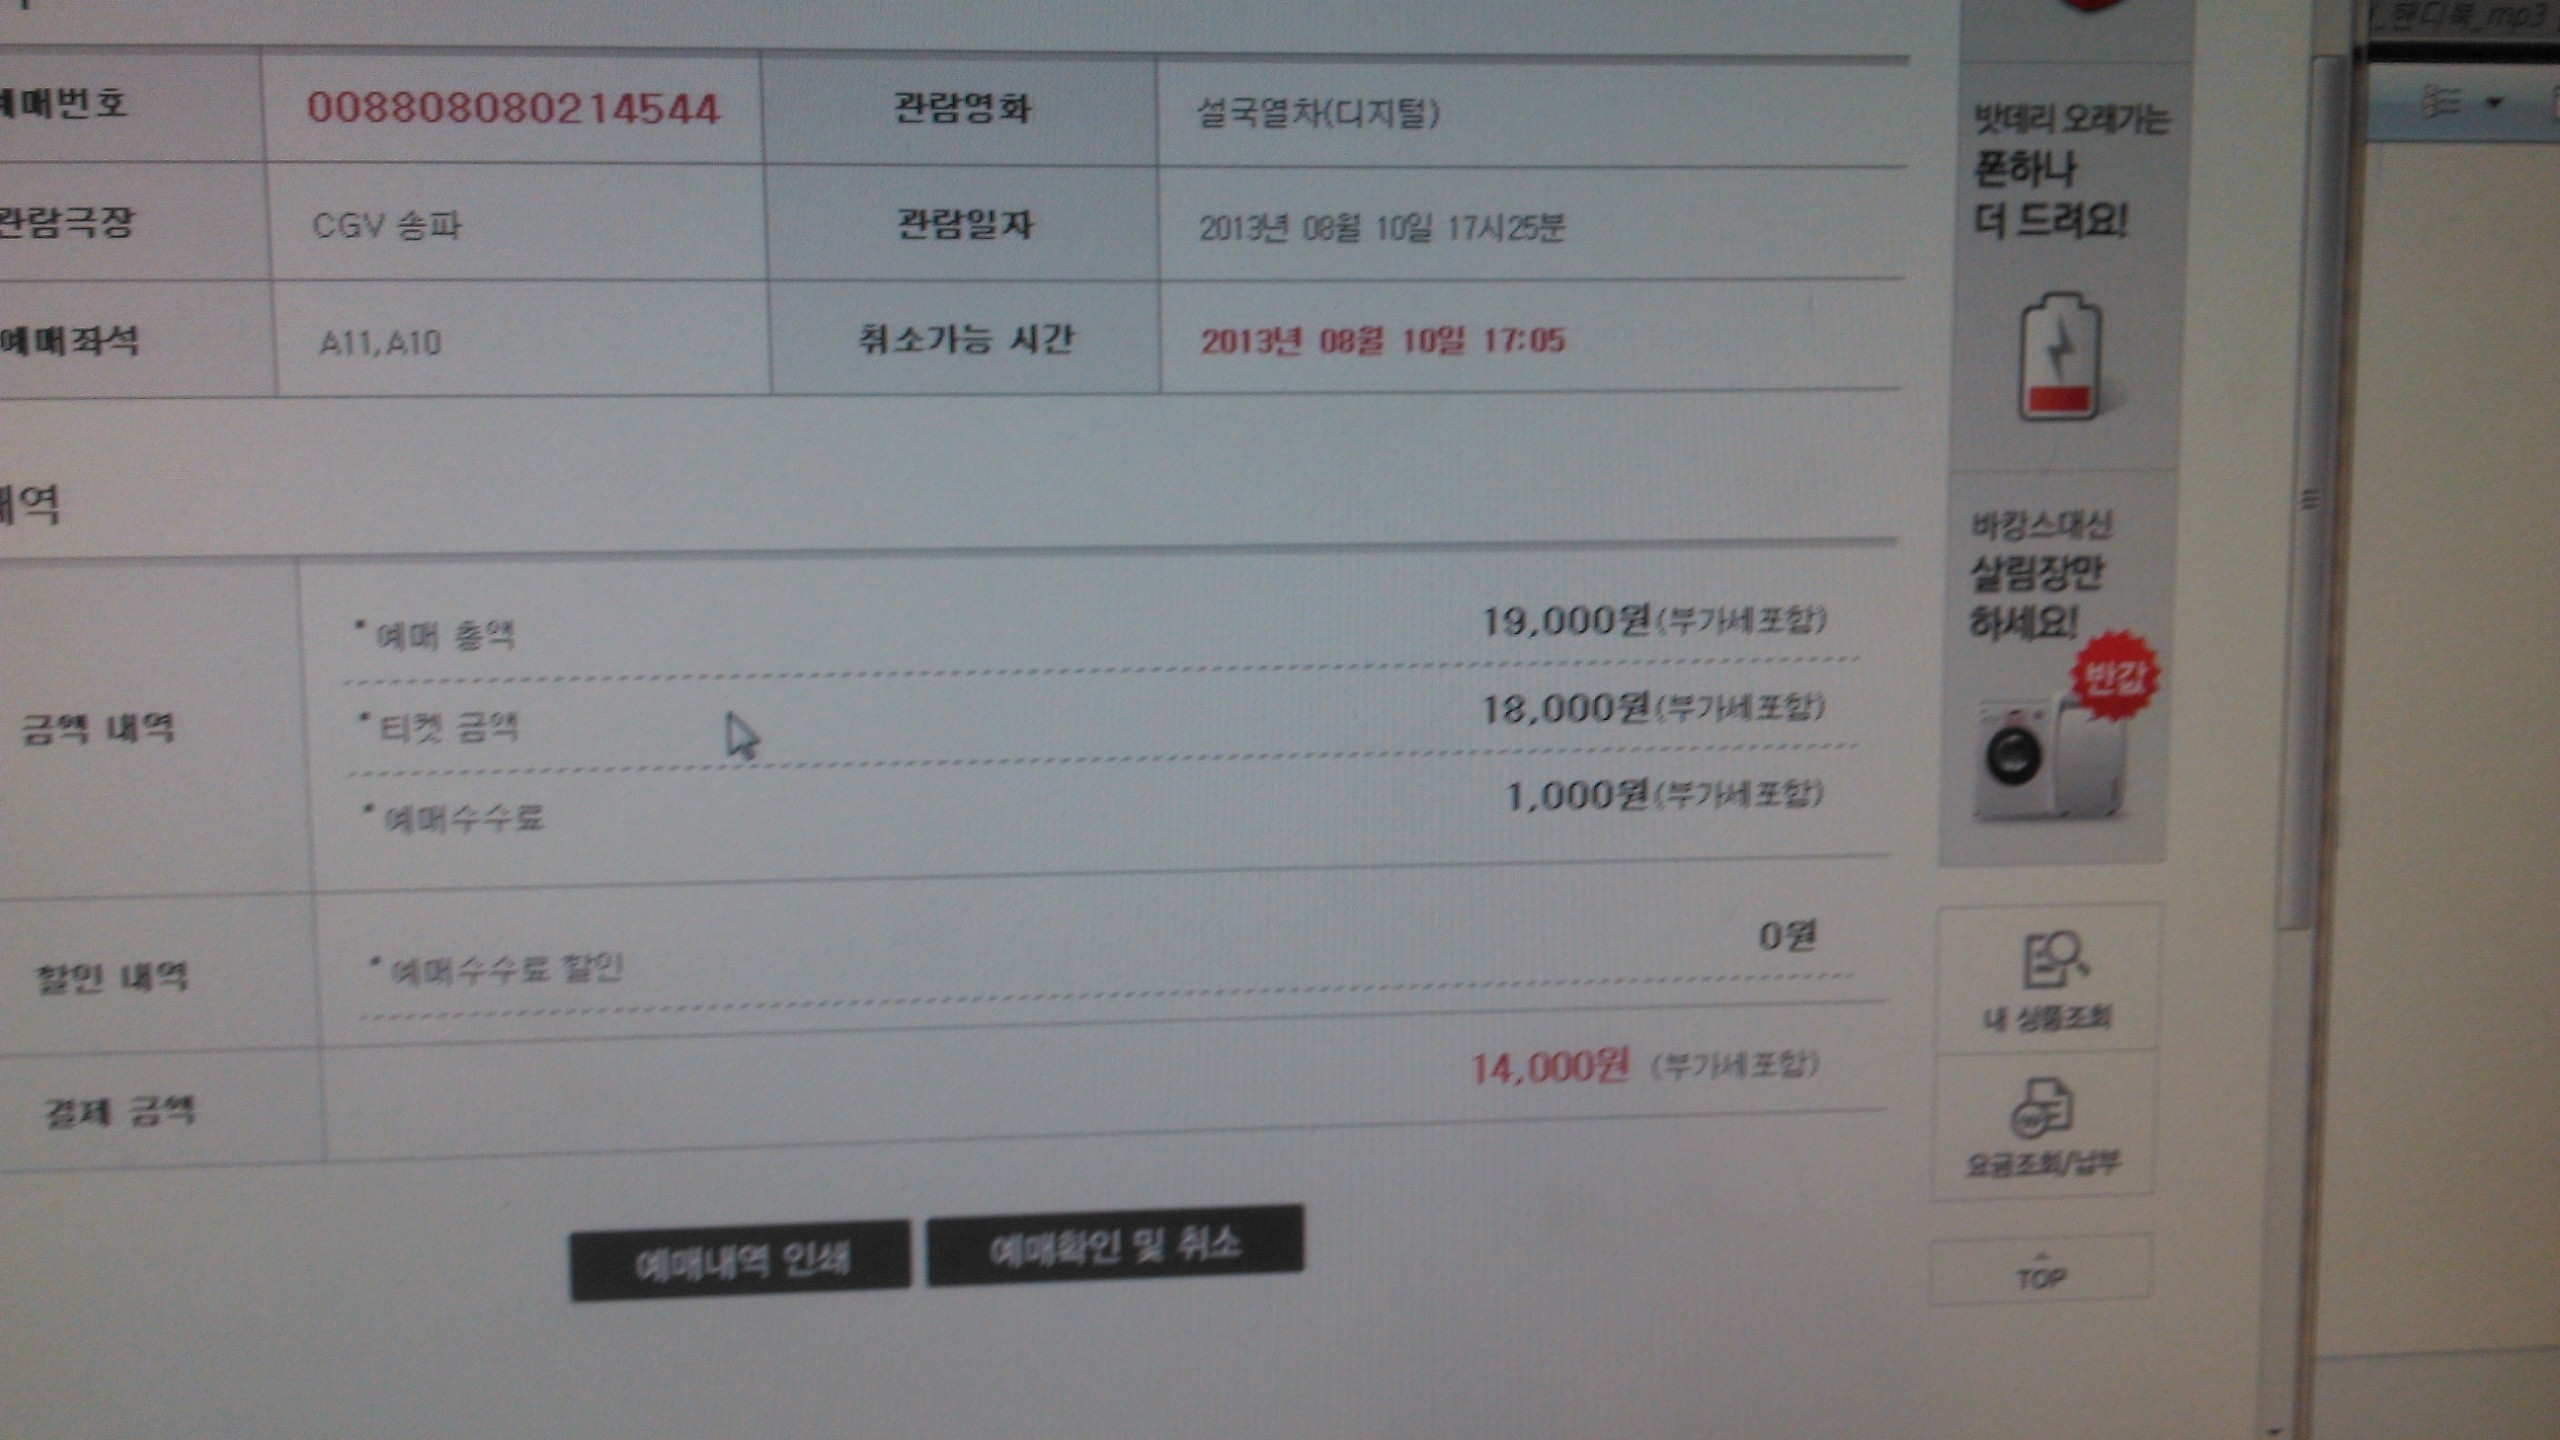 예매번호 008808080214544 관람영화 설국열차(디지털)
관람극장 CGV 송파 관람일자 2013년 08월 10일 17시25분
예매좌석 A11,A10 취소가능 시간 2013년 08월 10일 17:05
내역
금액 내역
* 예매 총액 19,000원(부가세포함)
* 티켓 금액 18,000원(부가세포함)
* 예매수수료 1,000원(부가세포함)
할인 내역 * 예매수수료 할인 0원
결제 금액 14,000원 (부가세포함)
예매내역 인쇄 예매확인 및 취소
밧데리 오래가는
폰하나
더 드려요!
바캉스대신
살림장만
하세요!
반값
내 상품조회
요금조회/납부
TOP
_핸디북_mp3